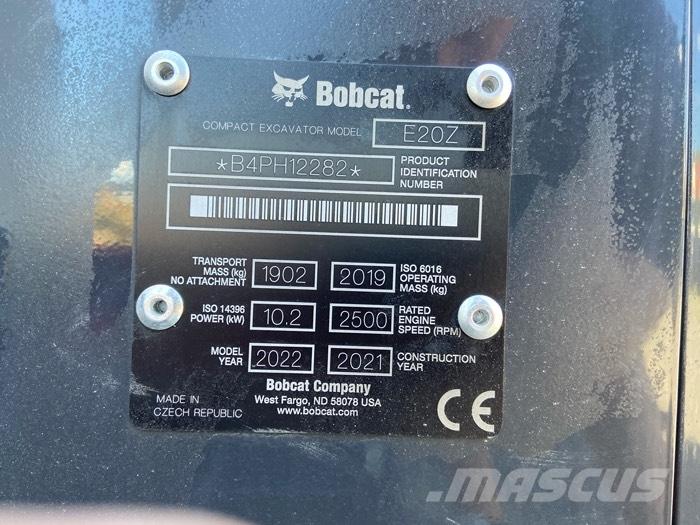 Bobcat.
COMPACT EXCAVATOR MODEL E20Z
*B4PH12282* PRODUCT IDENTIFICATION NUMBER
TRANSPORT MASS (kg) NO ATTACHMENT 1902 2019 ISO 6016 OPERATING MASS (kg)
ISO 14396 POWER (kW) 10.2 2500 RATED ENGINE SPEED (RPM)
MODEL YEAR 2022 2021 CONSTRUCTION YEAR
Bobcat Company
West Fargo, ND 58078 USA
www.bobcat.com
MADE IN
CZECH REPUBLIC
CE
MASCUS